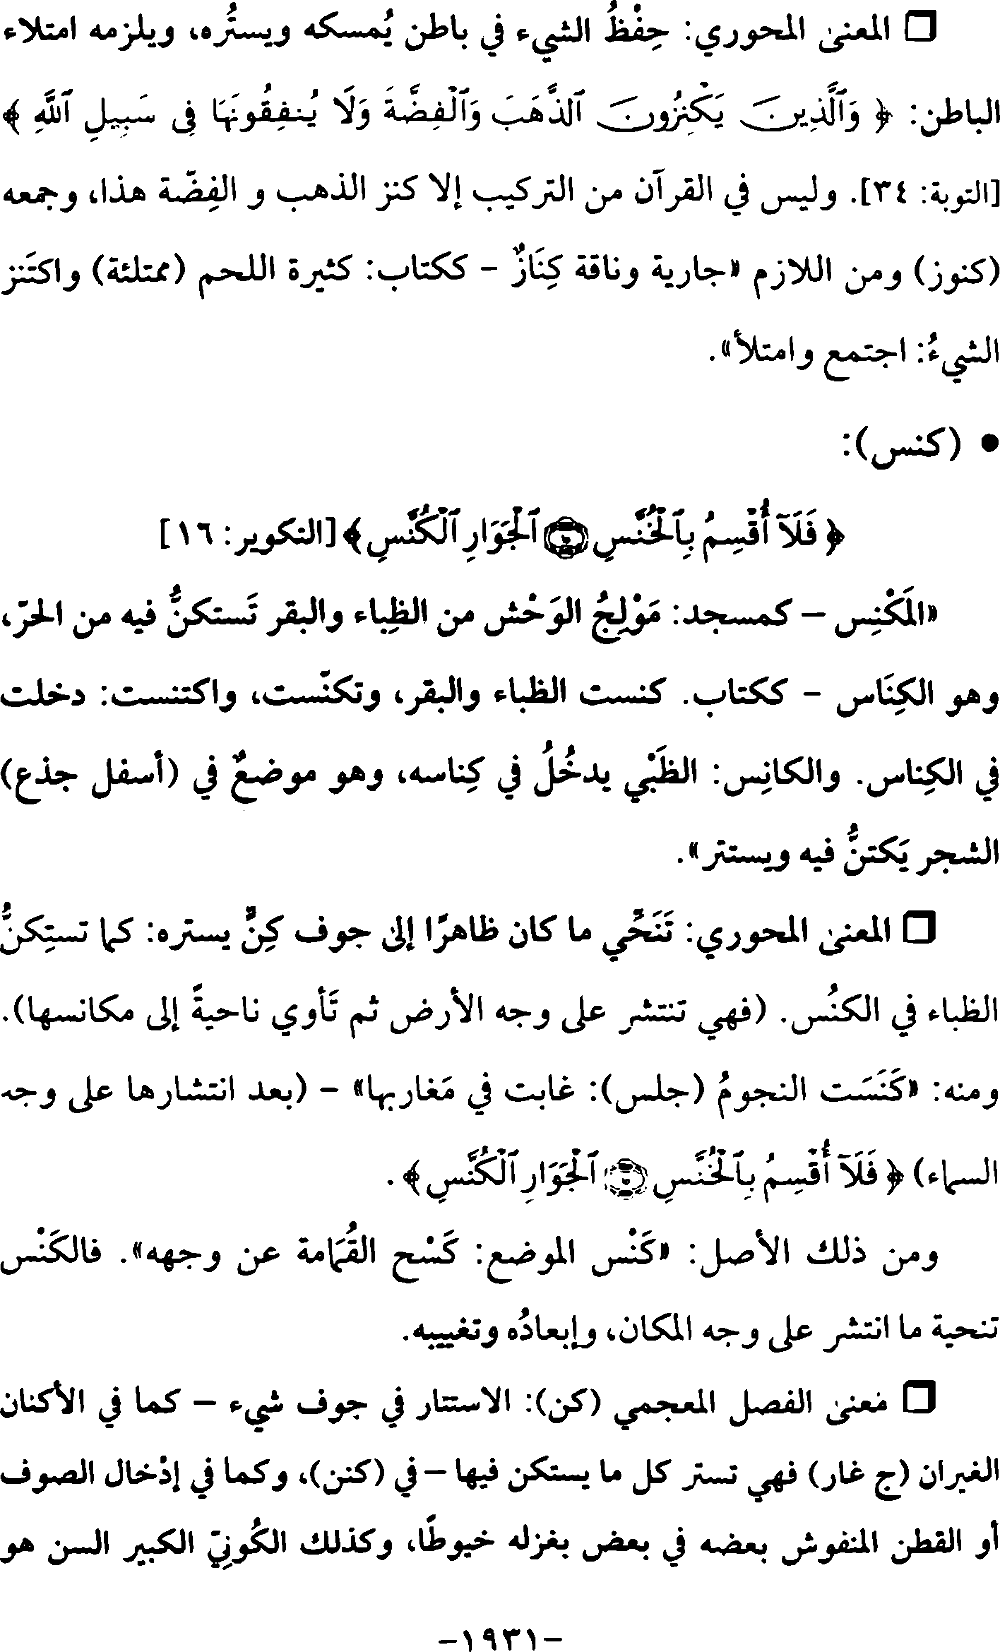 ❏ المعنى المحوري: حِفْظُ الشيء في باطن يُمسكه ويستُره، ويلزمه امتلاء
الباطن: ﴿ وَٱلَّذِينَ يَكْنِزُونَ ٱلذَّهَبَ وَٱلْفِضَّةَ وَلَا يُنفِقُونَهَا فِى سَبِيلِ ٱللَّهِ ﴾
[التوبة: ٣٤]. وليس في القرآن من التركيب إلا كنز الذهب و الفِضّة هذا، وجمعه
(كنوز) ومن اللازم «جارية وناقة كِنَازٌ – ككتاب: كثيرة اللحم (ممتلئة) واكتَنز
الشيءُ: اجتمع وامتلأ».
• (كنس):
﴿ فَلَآ أُقْسِمُ بِٱلْخُنَّسِ ۝ ٱلْجَوَارِ ٱلْكُنَّسِ ﴾ [التكوير: ١٦]
«المَكْنِس – كمسجد: مَوْلِجُ الوَحْش من الظِباء والبقر تَستكنُّ فيه من الحرّ،
وهو الكِنَاس – ككتاب. كنست الظباء والبقر، وتكنّست، واكتنست: دخلت
في الكِناس. والكانِس: الظَبْي يدخُلُ في كِناسه، وهو موضعٌ في (أسفل جذع)
الشجر يَكتنُّ فيه ويستتر».
❏ المعنى المحوري: تَنَحِّي ما كان ظاهرًا إلى جوف كِنٍّ يستره: كما تستِكنُّ
الظباء في الكنُس. (فهي تنتشر على وجه الأرض ثم تَأوي ناحيةً إلى مكانسها).
ومنه: «كَنَسَت النجومُ (جلس): غابت في مَغاربها» – (بعد انتشارها على وجه
السماء) ﴿ فَلَآ أُقْسِمُ بِٱلْخُنَّسِ ۝ ٱلْجَوَارِ ٱلْكُنَّسِ ﴾ .
ومن ذلك الأصل: «كَنْس الموضع: كَسْح القُمَامة عن وجهه». فالكَنْس
تنحية ما انتشر على وجه المكان، وإبعادُه وتغييبه.
❏ معنى الفصل المعجمي (كن): الاستتار في جوف شيء – كما في الأكنان
الغيران (ج غار) فهي تستر كل ما يستكن فيها – في (كنن)، وكما في إدْخال الصوف
أو القطن المنفوش بعضه في بعض بغزله خيوطًا، وكذلك الكُونِيّ الكبير السن هو
–١٩٣١–